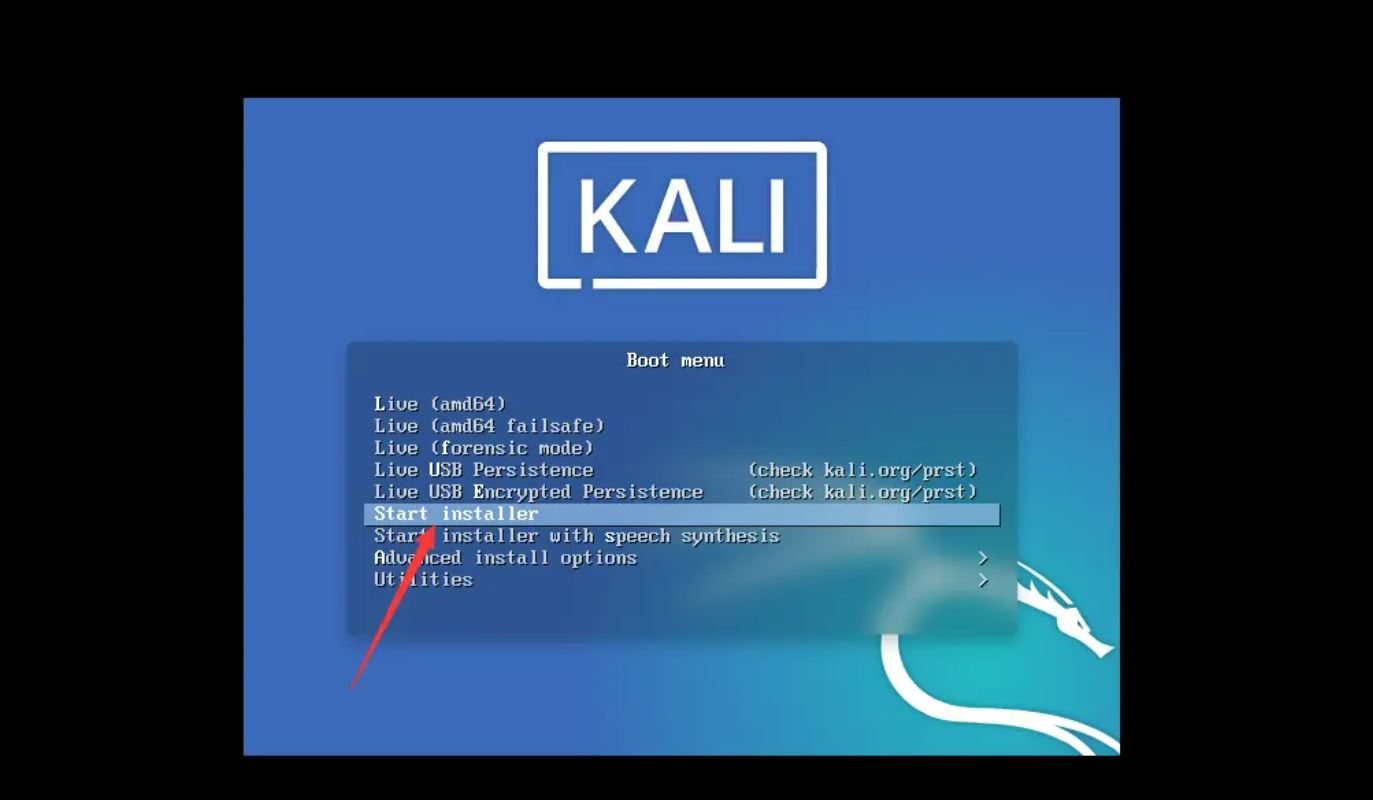 KALI
Boot menu
Live (amd64)
Live (amd64 failsafe)
Live (forensic mode)
Live USB Persistence (check kali.org/prst)
Live USB Encrypted Persistence (check kali.org/prst)
Start installer
Start installer with speech synthesis
Advanced install options >
Utilities >